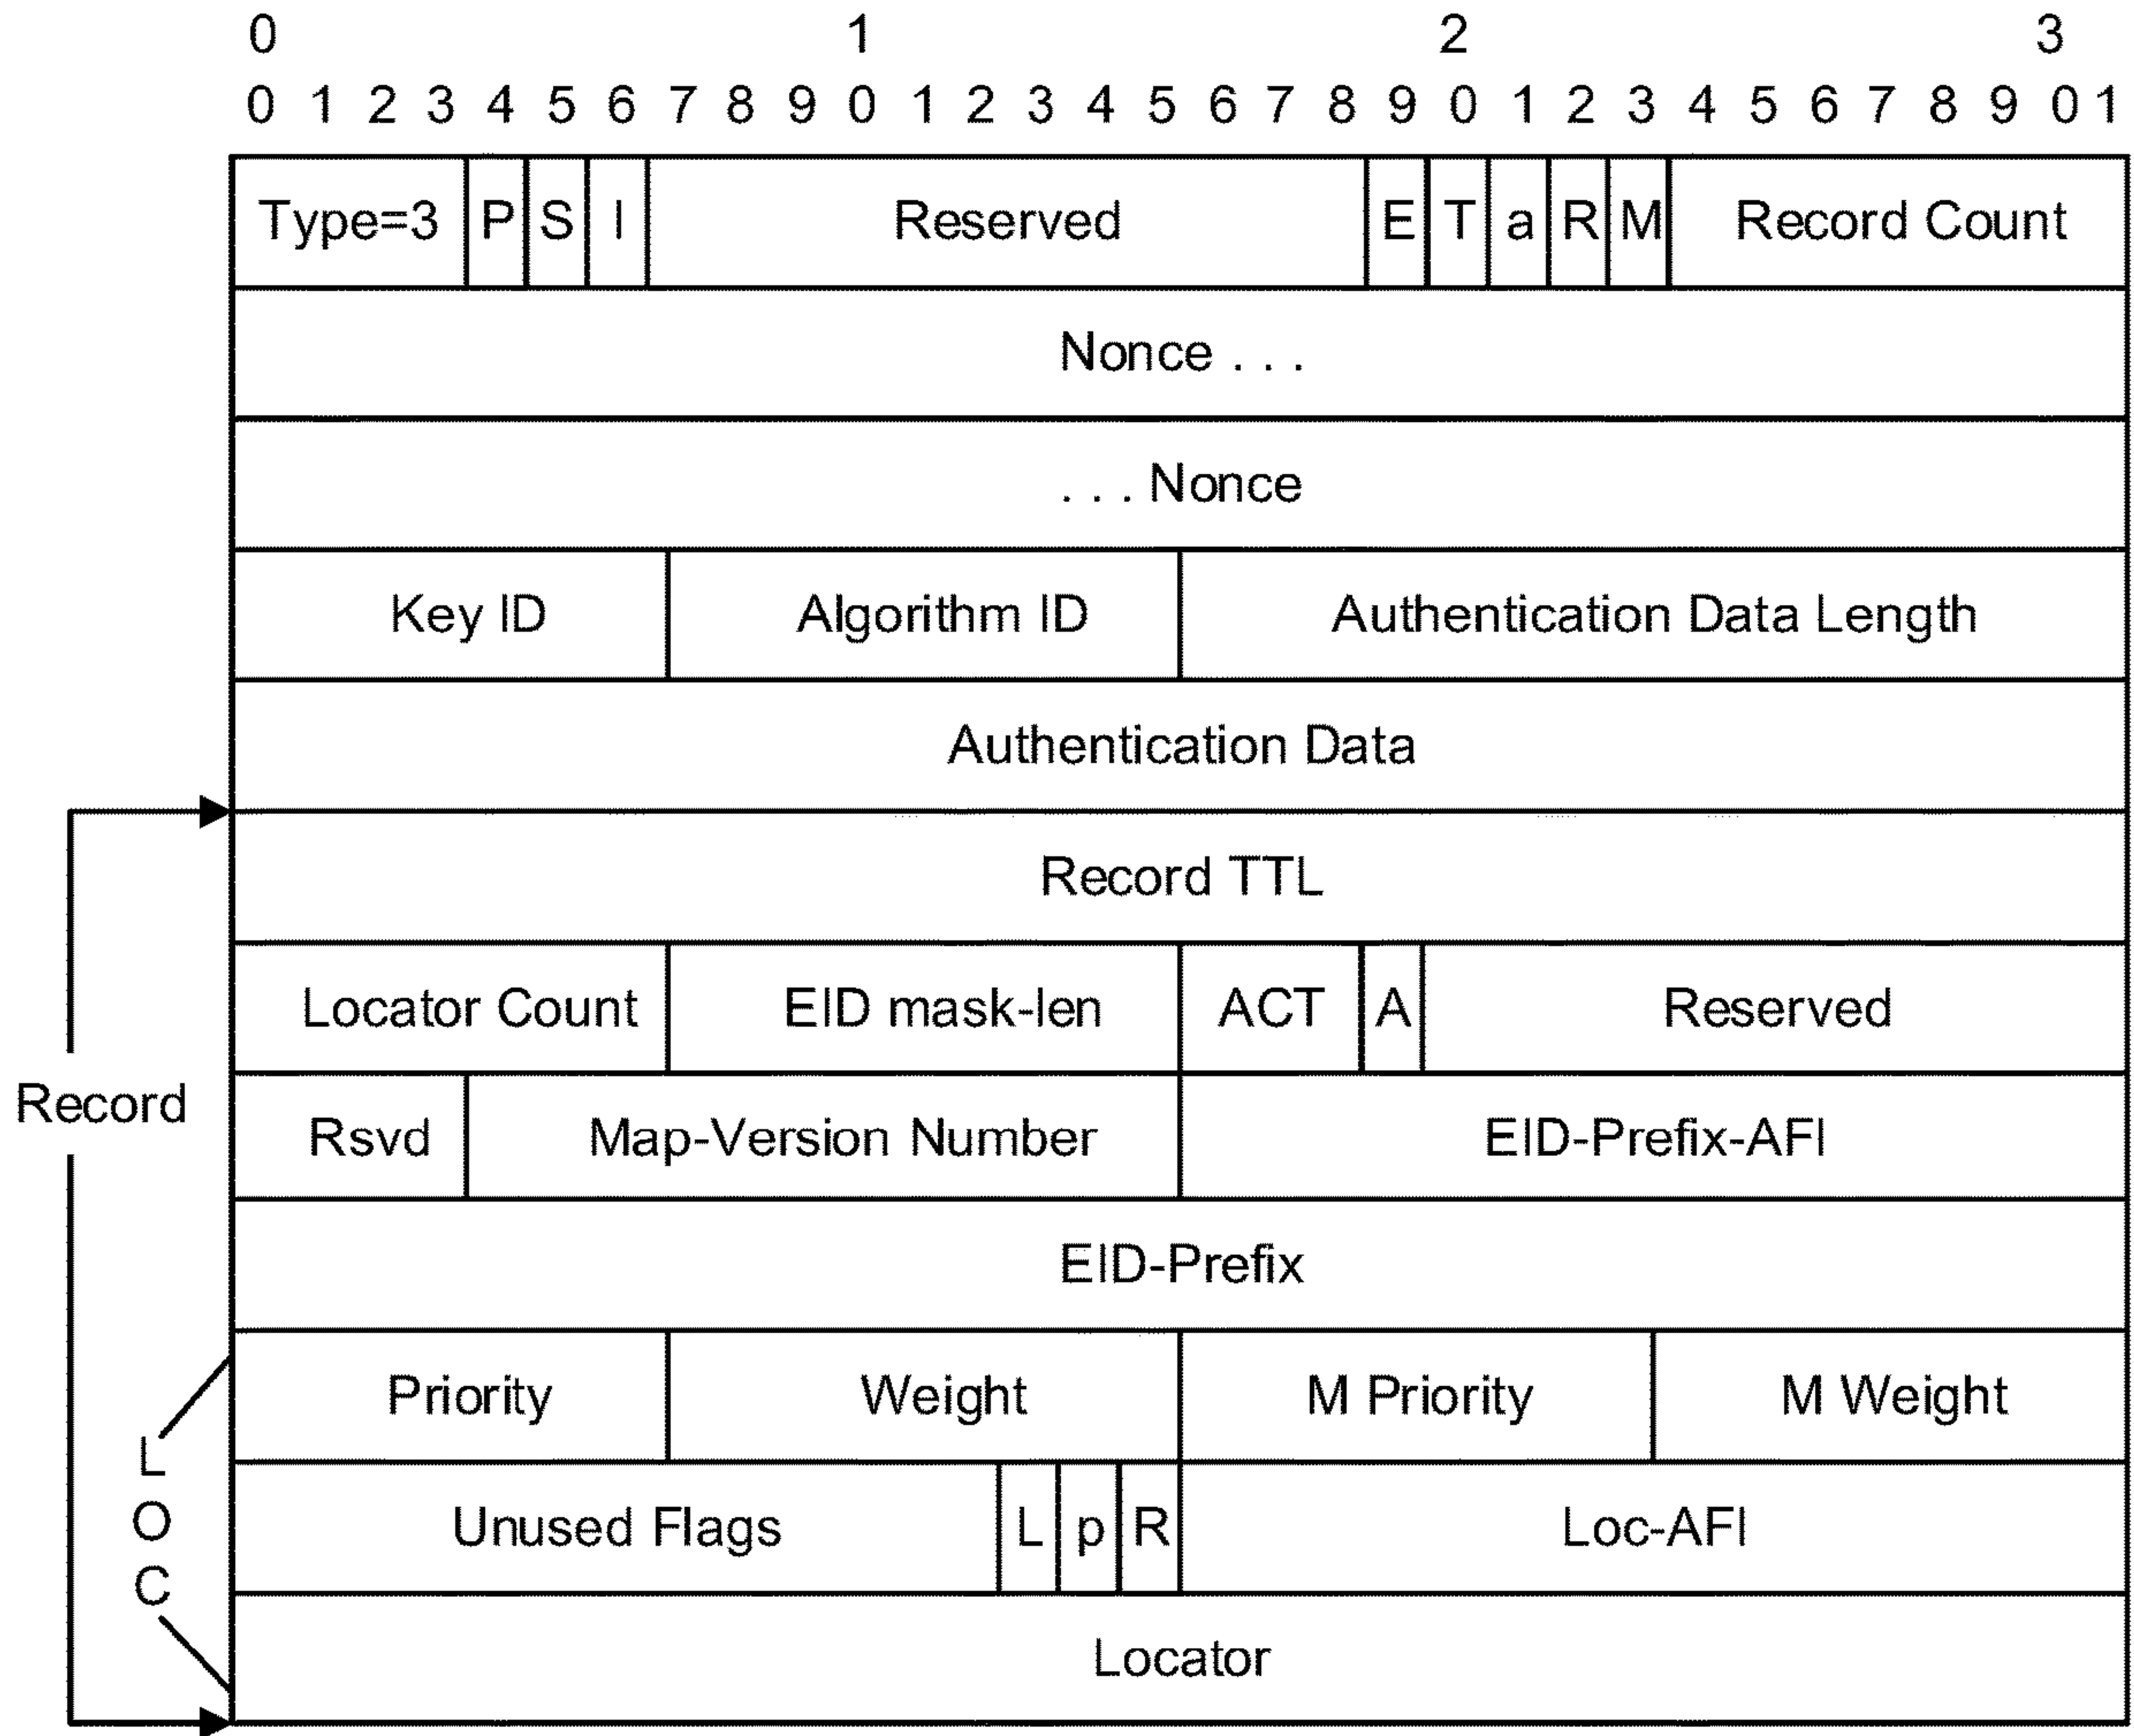 0 1 2 3
0 1 2 3 4 5 6 7 8 9 0 1 2 3 4 5 6 7 8 9 0 1 2 3 4 5 6 7 8 9 0 1
Type=3 P S I Reserved E T a R M Record Count
Nonce . . .
. . . Nonce
Key ID Algorithm ID Authentication Data Length
Authentication Data
Record TTL
Locator Count EID mask-len ACT A Reserved
Record
Rsvd Map-Version Number EID-Prefix-AFI
EID-Prefix
Priority Weight M Priority M Weight
L
O
C
Unused Flags L p R Loc-AFI
Locator